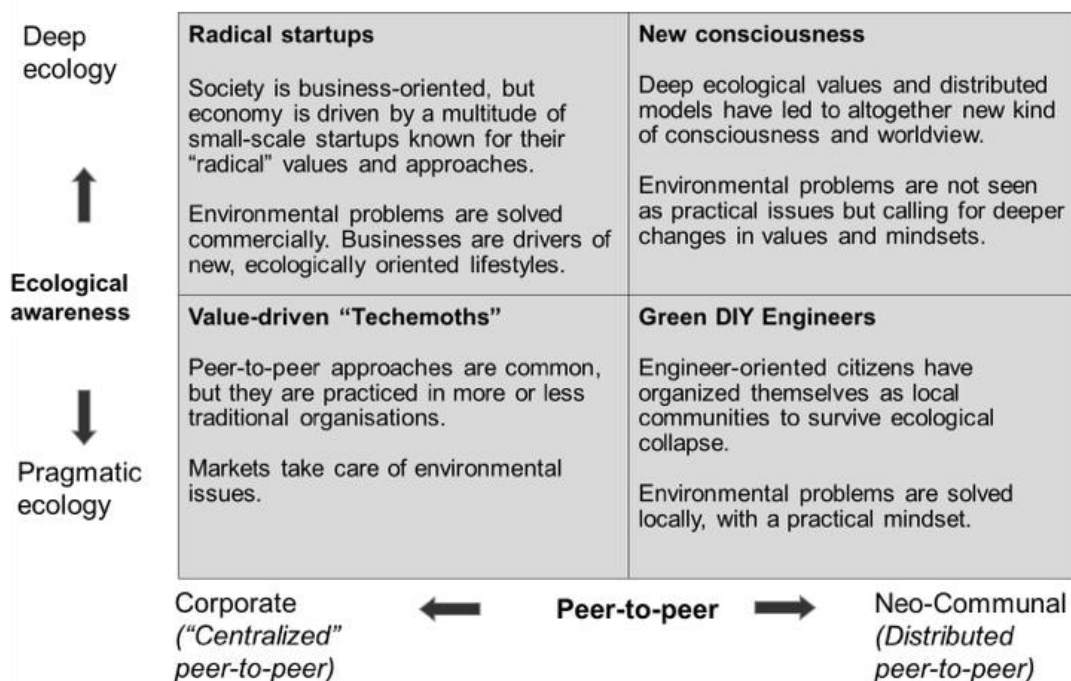 Deep
ecology
Ecological
awareness
Pragmatic
ecology
Radical startups
Society is business-oriented, but
economy is driven by a multitude of
small-scale startups known for their
“radical” values and approaches.
Environmental problems are solved
commercially. Businesses are drivers of
new, ecologically oriented lifestyles.
New consciousness
Deep ecological values and distributed
models have led to altogether new kind
of consciousness and worldview.
Environmental problems are not seen
as practical issues but calling for deeper
changes in values and mindsets.
Value-driven “Techemoths”
Peer-to-peer approaches are common,
but they are practiced in more or less
traditional organisations.
Markets take care of environmental
issues.
Green DIY Engineers
Engineer-oriented citizens have
organized themselves as local
communities to survive ecological
collapse.
Environmental problems are solved
locally, with a practical mindset.
Corporate
(“Centralized”
peer-to-peer)
Peer-to-peer
Neo-Communal
(Distributed
peer-to-peer)